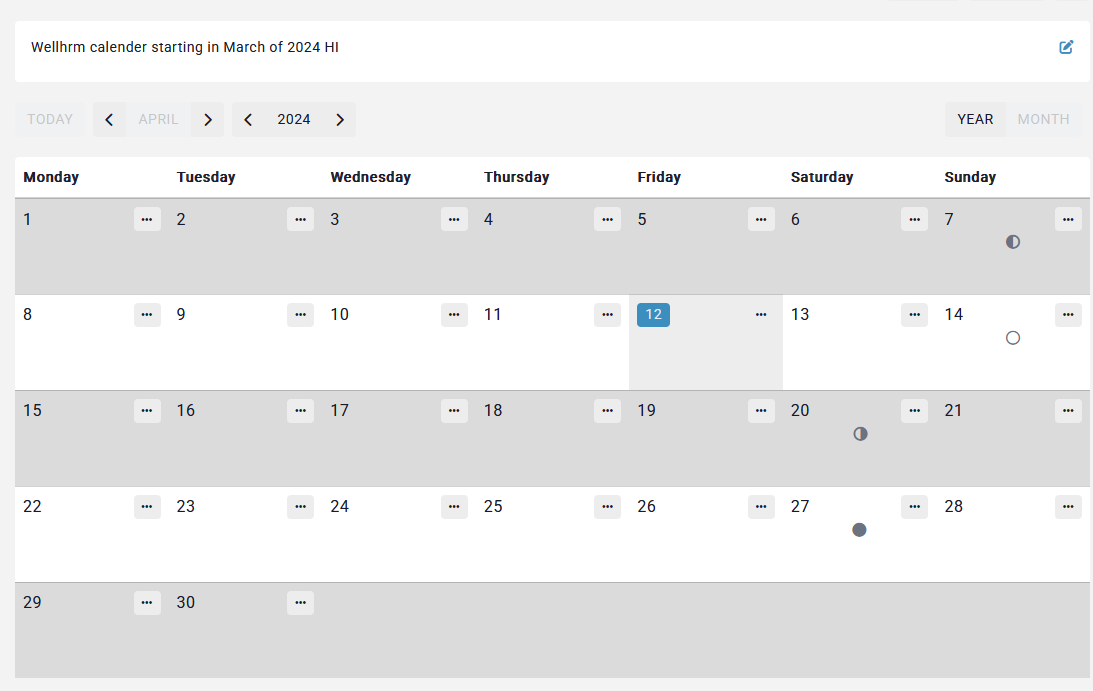 Wellhrm calender starting in March of 2024 HI
TODAY APRIL 2024 YEAR MONTH
Monday Tuesday Wednesday Thursday Friday Saturday Sunday
1 ... 2 ... 3 ... 4 ... 5 ... 6 ... 7 ...
8 ... 9 ... 10 ... 11 ... 12 ... 13 ... 14 ...
15 ... 16 ... 17 ... 18 ... 19 ... 20 ... 21 ...
22 ... 23 ... 24 ... 25 ... 26 ... 27 ... 28 ...
29 ... 30 ...